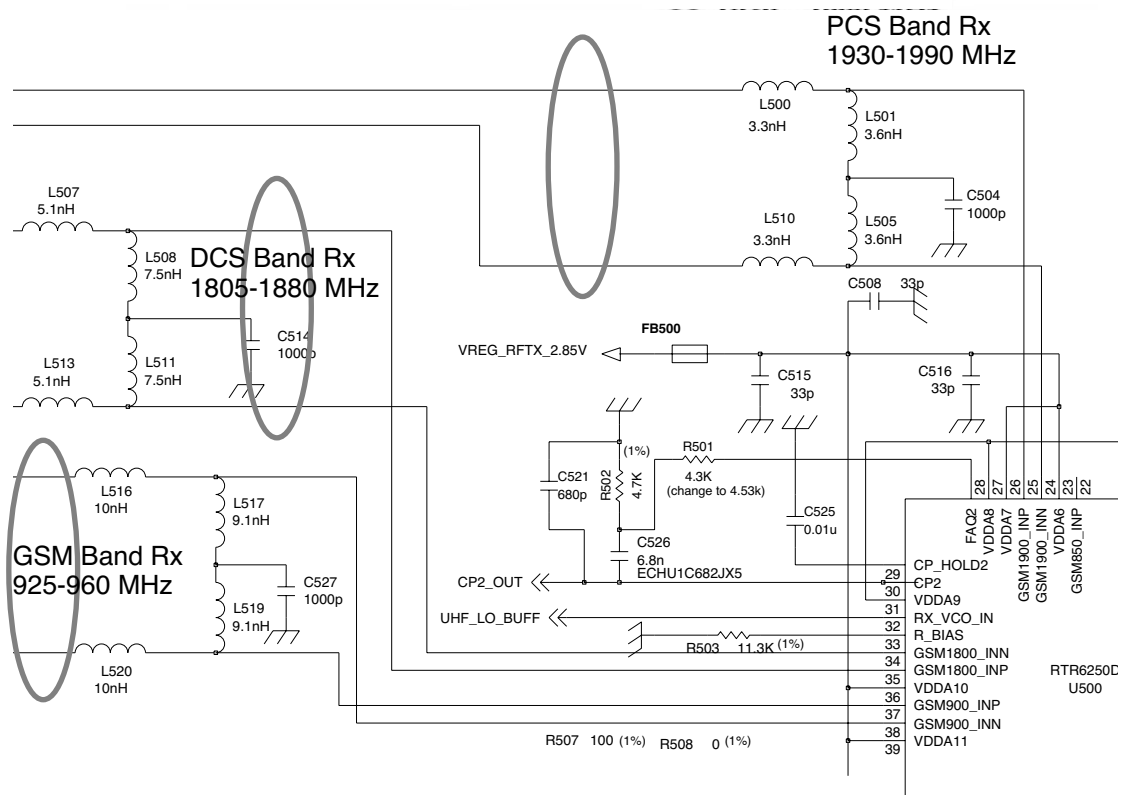 PCS Band Rx
1930-1990 MHz
L500
3.3nH
L501
3.6nH
C504
1000p
L510
3.3nH
L505
3.6nH
C508 33p
L507
5.1nH
L508
7.5nH
DCS Band Rx
1805-1880 MHz
C514
1000p
L513
5.1nH
L511
7.5nH
FB500
VREG_RFTX_2.85V
C515
33p
C516
33p
(1%)
R501
4.3K
(change to 4.53k)
C521
680p
R502
4.7K
C525
0.01u
C526
6.8n
ECHU1C682JX5
L516
10nH
L517
9.1nH
GSM Band Rx
925-960 MHz
C527
1000p
L519
9.1nH
L520
10nH
CP2_OUT
UHF_LO_BUFF
R503 11.3K (1%)
R507 100 (1%) R508 0 (1%)
28
27
26
25
24
23
22
FAQ2
VDDA8
VDDA7
GSM1900_INP
GSM1900_INN
VDDA6
GSM850_INP
CP_HOLD2
29
CP2
30
VDDA9
31
RX_VCO_IN
32
R_BIAS
33
GSM1800_INN
34
GSM1800_INP
35
VDDA10
36
GSM900_INP
37
GSM900_INN
38
VDDA11
39
RTR6250D
U500